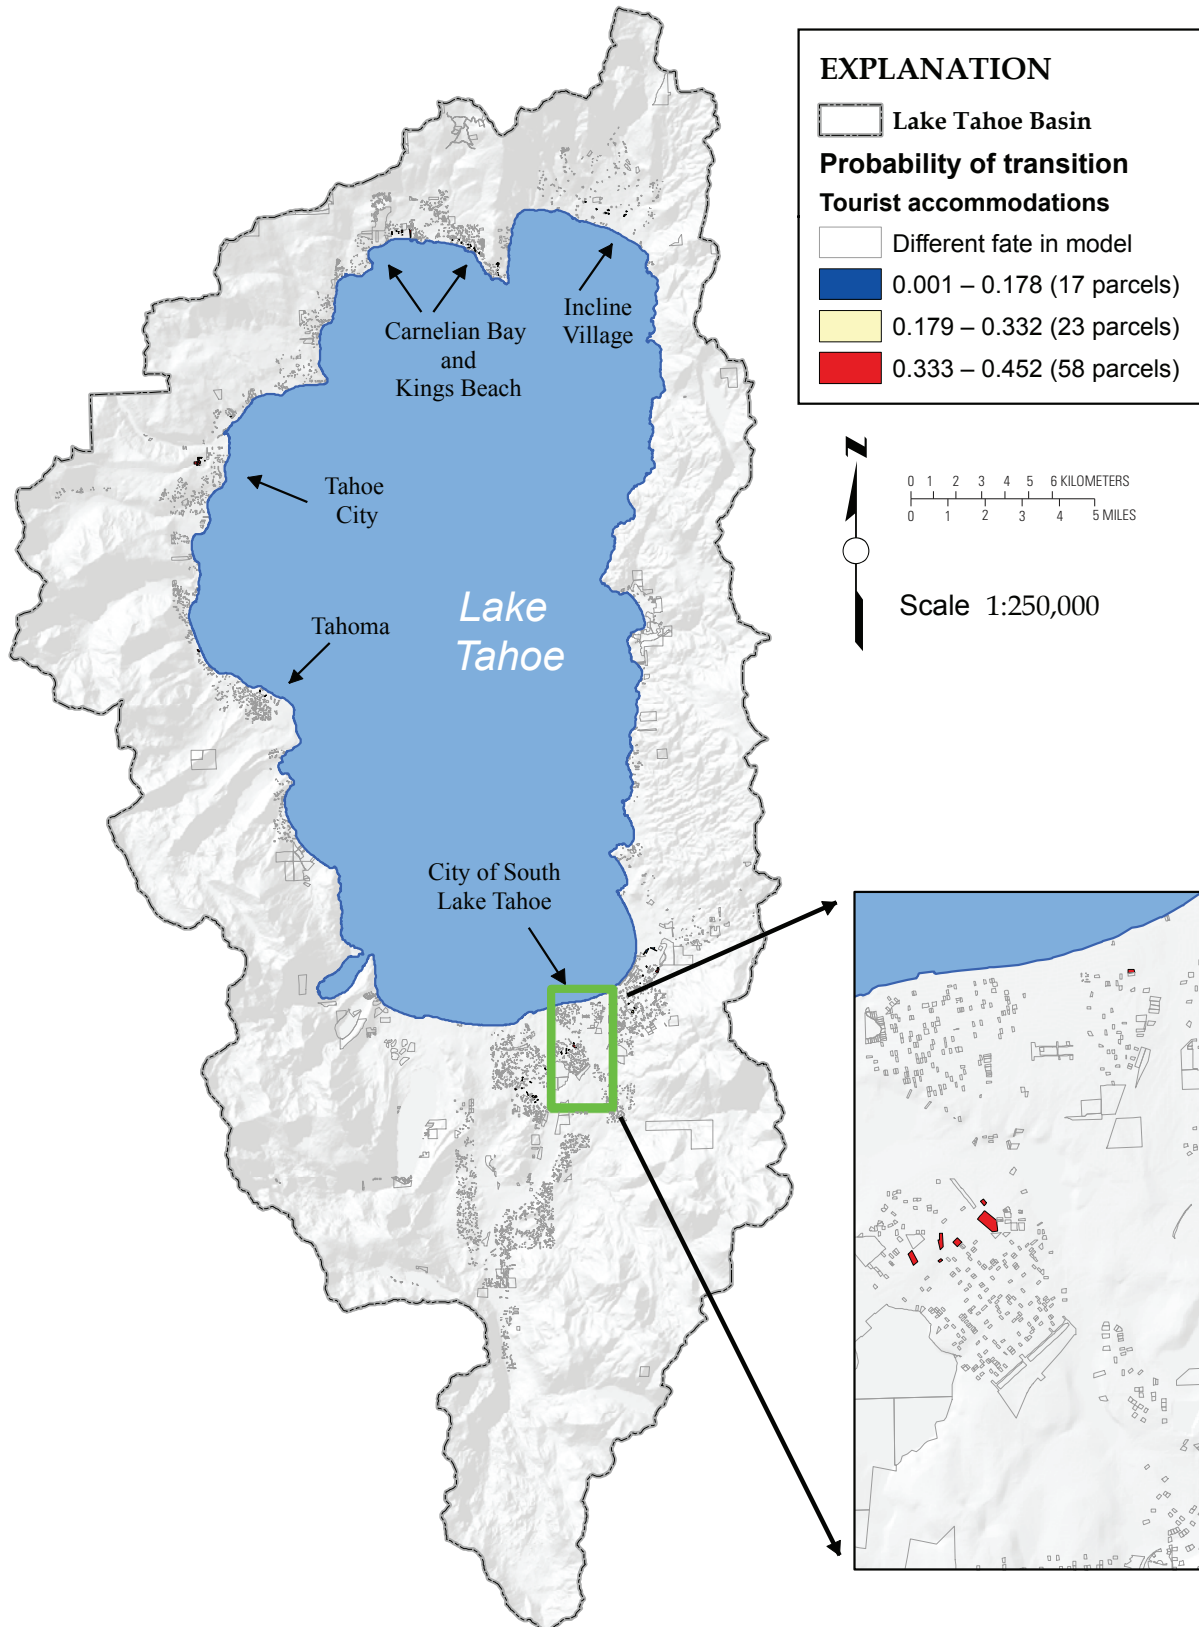 EXPLANATION
Lake Tahoe Basin
Probability of transition
Tourist accommodations
Different fate in model
0.001 – 0.178 (17 parcels)
0.179 – 0.332 (23 parcels)
0.333 – 0.452 (58 parcels)
N
0 1 2 3 4 5 6 KILOMETERS
0 1 2 3 4 5 MILES
Scale 1:250,000
Carnelian Bay
and
Kings Beach
Incline
Village
Tahoe
City
Tahoma
Lake
Tahoe
City of South
Lake Tahoe